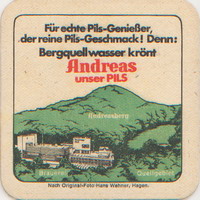 Für echte Pils-Genießer,
der reine Pils-Geschmack! Denn:
Bergquellwasser krönt
Andreas
unser PILS
Andreasberg
Brauerei
Quellgebiet
Nach Original-Foto Hans Wehner, Hagen.